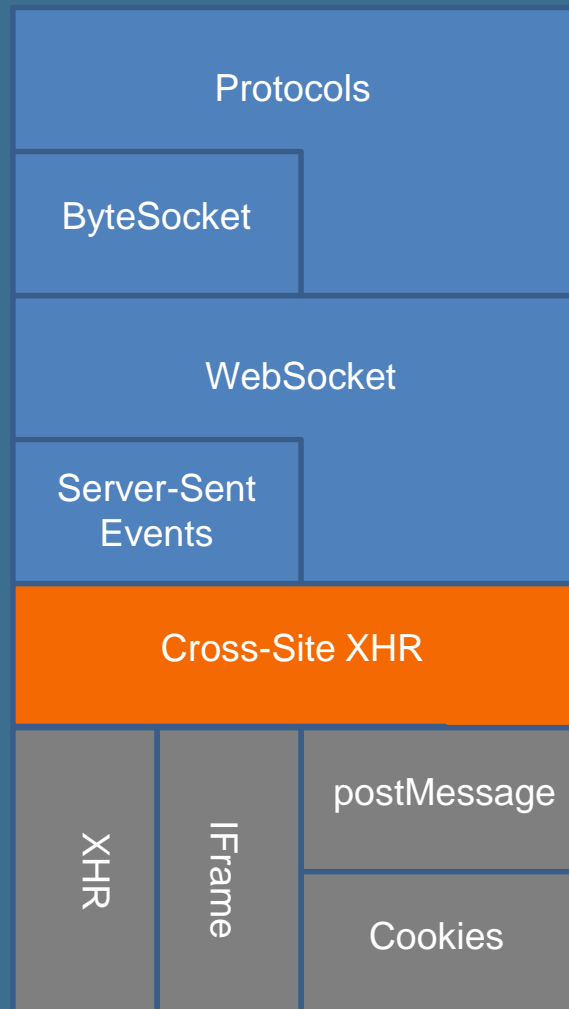 Protocols
ByteSocket
WebSocket
Server-Sent
Events
Cross-Site XHR
XHR
IFrame
postMessage
Cookies